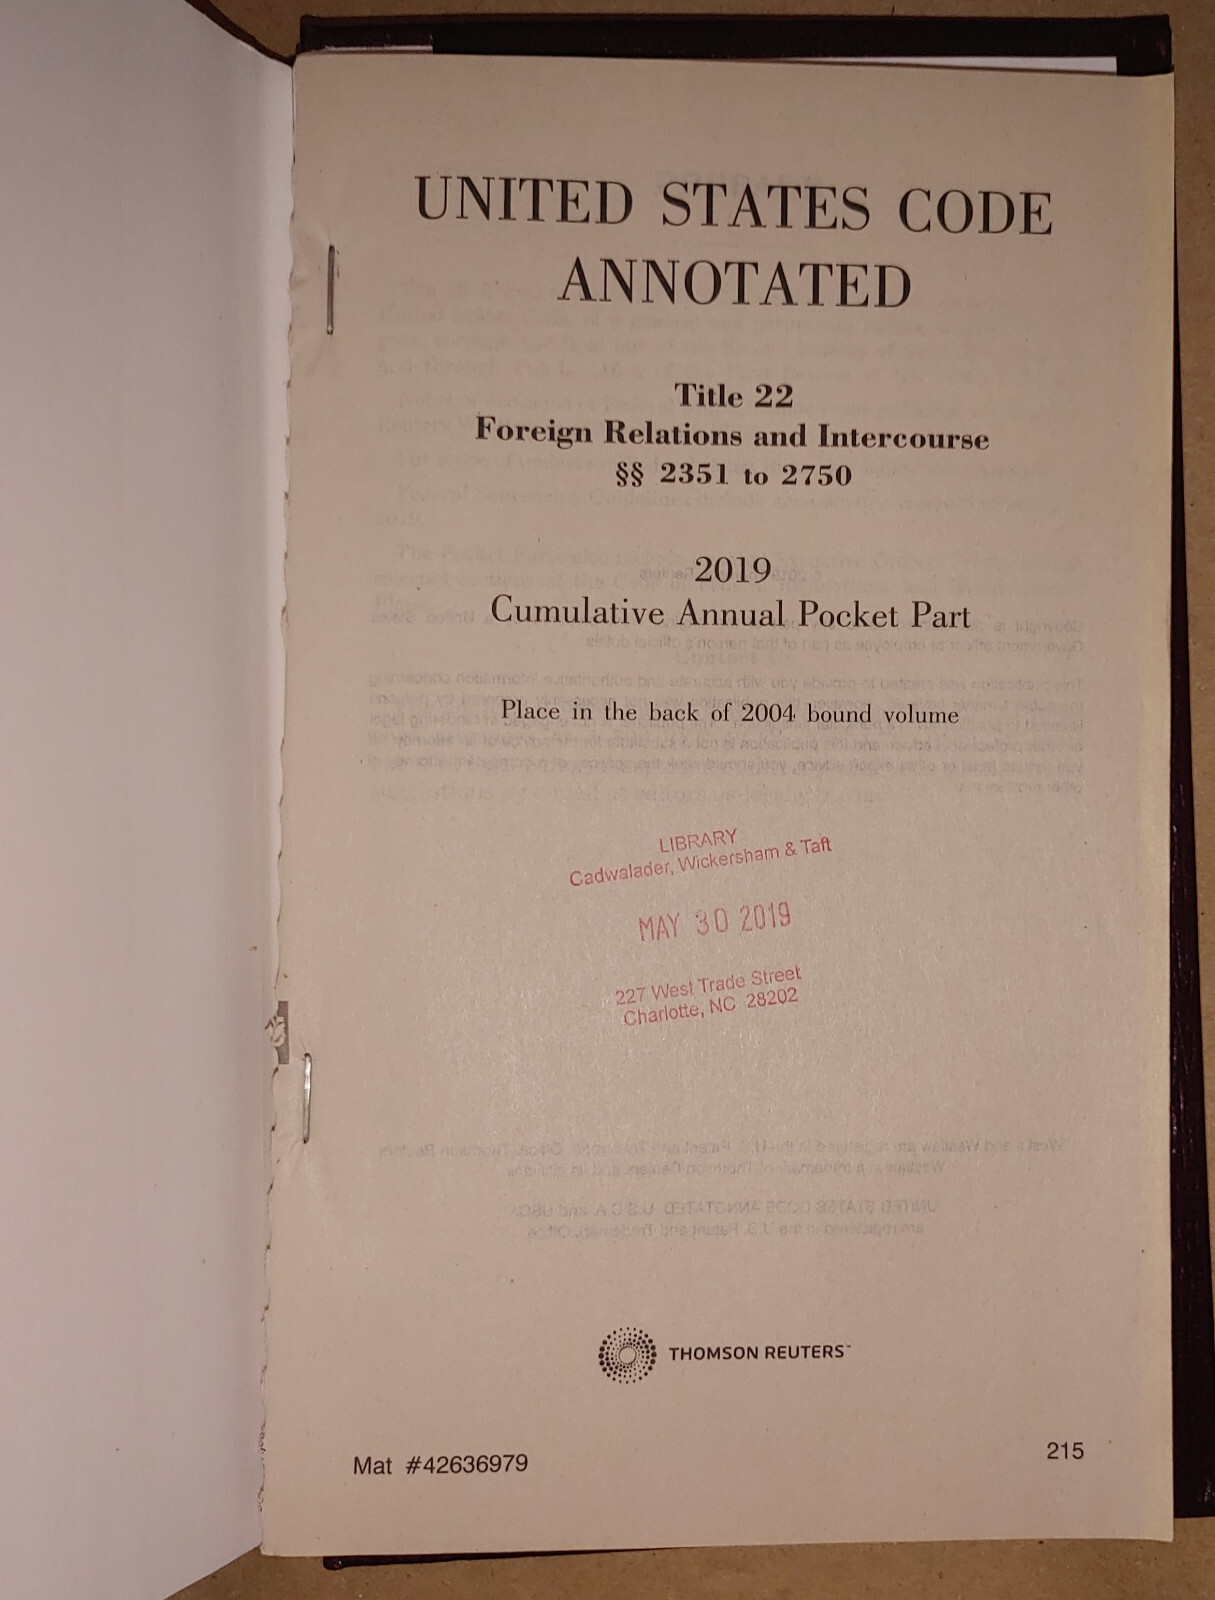 UNITED STATES CODE
ANNOTATED
Title 22
Foreign Relations and Intercourse
§§ 2351 to 2750
2019
Cumulative Annual Pocket Part
Place in the back of 2004 bound volume
LIBRARY
Cadwalader, Wickersham & Taft
MAY 30 2019
227 West Trade Street
Charlotte, NC 28202
THOMSON REUTERS™
Mat #42636979
215